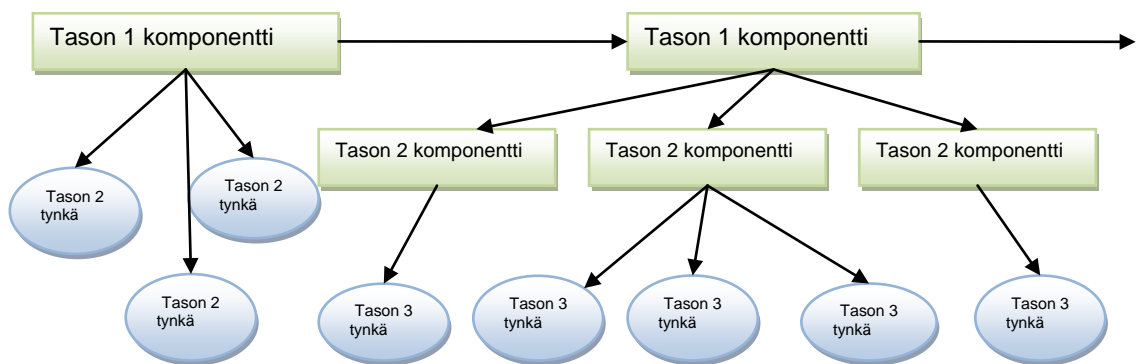 Tason 1 komponentti
Tason 1 komponentti
Tason 2 komponentti
Tason 2 komponentti
Tason 2 komponentti
Tason 2
tynkä
Tason 2
tynkä
Tason 2
tynkä
Tason 3
tynkä
Tason 3
tynkä
Tason 3
tynkä
Tason 3
tynkä
Tason 3
tynkä